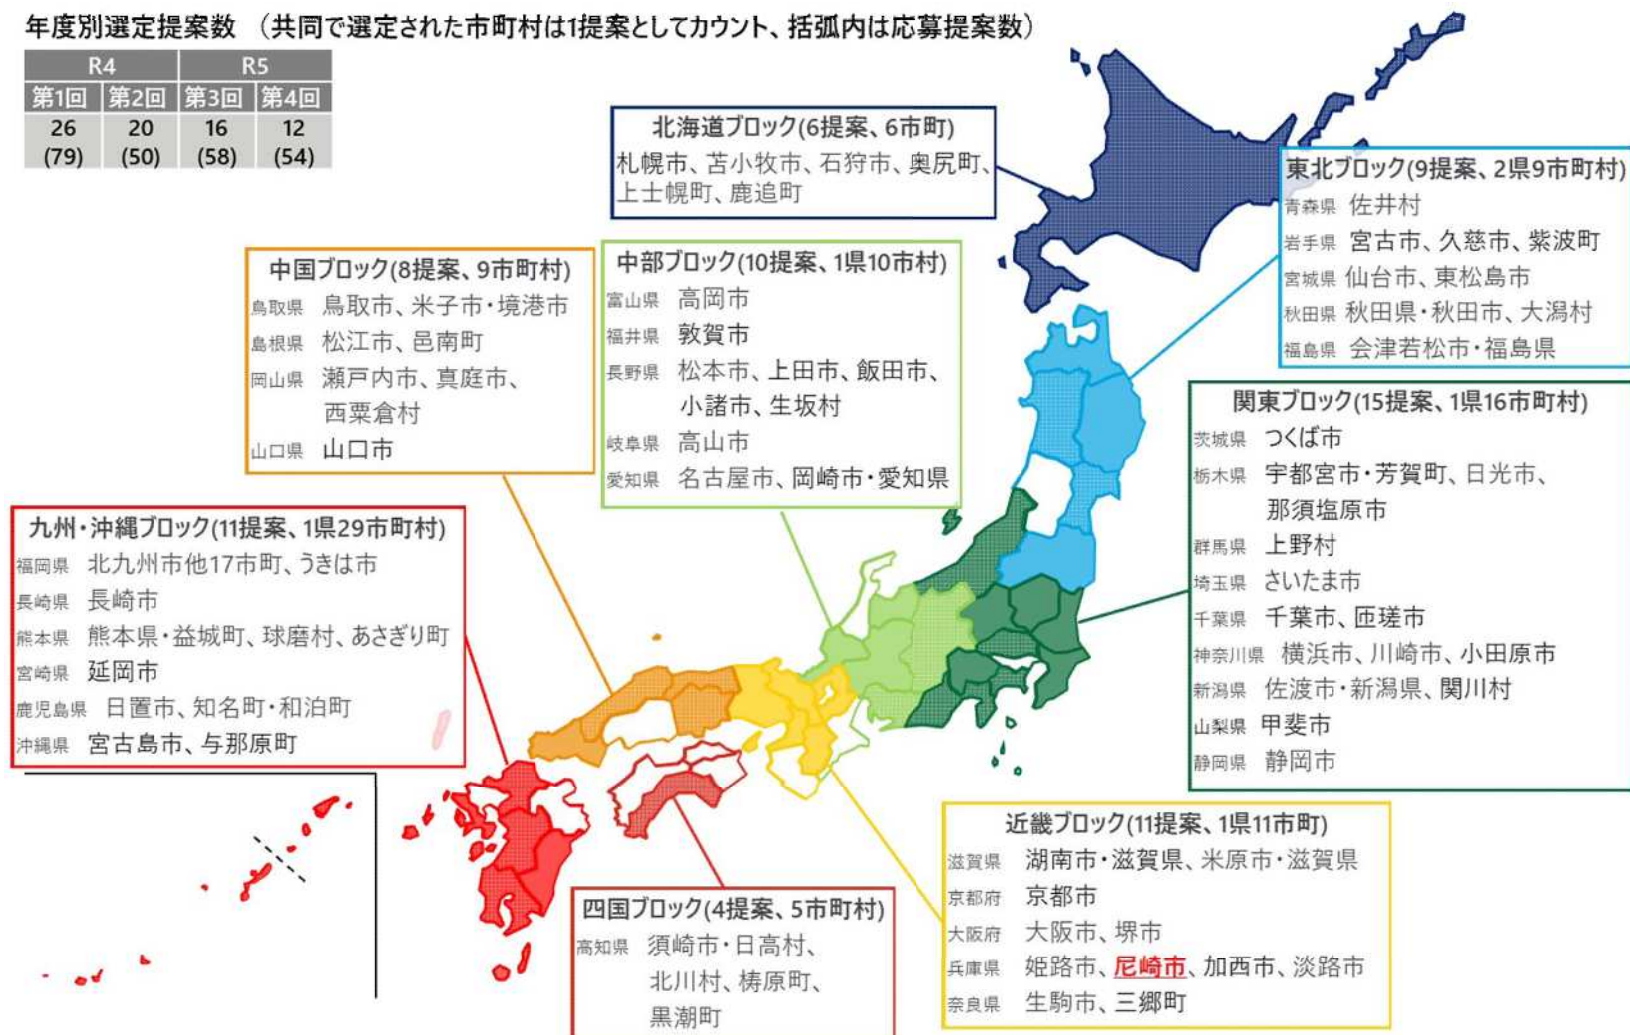 年度別選定提案数　（共同で選定された市町村は1提案としてカウント、括弧内は応募提案数）
R4 R5
第1回 第2回 第3回 第4回
26 20 16 12
(79) (50) (58) (54)
北海道ブロック(6提案、6市町)
札幌市、苫小牧市、石狩市、奥尻町、
上士幌町、鹿追町
東北ブロック(9提案、2県9市町村)
青森県 佐井村
岩手県 宮古市、久慈市、紫波町
宮城県 仙台市、東松島市
秋田県 秋田県・秋田市、大潟村
福島県 会津若松市・福島県
中国ブロック(8提案、9市町村)
鳥取県 鳥取市、米子市・境港市
島根県 松江市、邑南町
岡山県 瀬戸内市、真庭市、
西粟倉村
山口県 山口市
中部ブロック(10提案、1県10市村)
富山県 高岡市
福井県 敦賀市
長野県 松本市、上田市、飯田市、
小諸市、生坂村
岐阜県 高山市
愛知県 名古屋市、岡崎市・愛知県
関東ブロック(15提案、1県16市町村)
茨城県 つくば市
栃木県 宇都宮市・芳賀町、日光市、
那須塩原市
群馬県 上野村
埼玉県 さいたま市
千葉県 千葉市、匝瑳市
神奈川県 横浜市、川崎市、小田原市
新潟県 佐渡市・新潟県、関川村
山梨県 甲斐市
静岡県 静岡市
九州・沖縄ブロック(11提案、1県29市町村)
福岡県 北九州市他17市町、うきは市
長崎県 長崎市
熊本県 熊本県・益城町、球磨村、あさぎり町
宮崎県 延岡市
鹿児島県 日置市、知名町・和泊町
沖縄県 宮古島市、与那原町
近畿ブロック(11提案、1県11市町)
滋賀県 湖南市・滋賀県、米原市・滋賀県
京都府 京都市
大阪府 大阪市、堺市
兵庫県 姫路市、尼崎市、加西市、淡路市
奈良県 生駒市、三郷町
四国ブロック(4提案、5市町村)
高知県 須崎市・日高村、
北川村、梼原町、
黒潮町